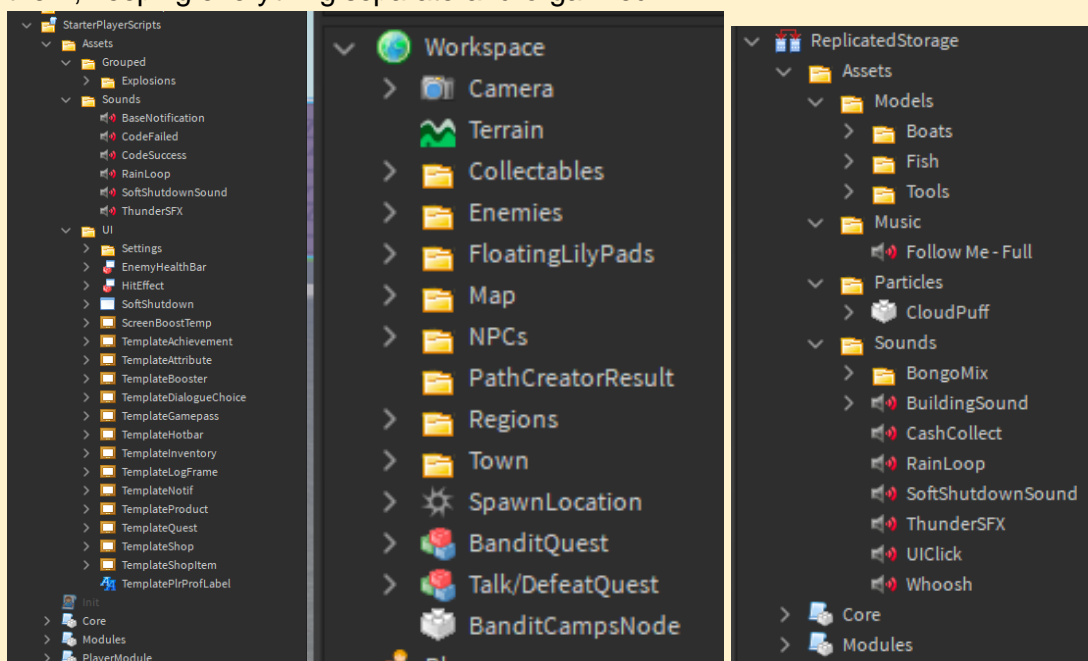 StarterPlayerScripts
Assets
Grouped
Explosions
Sounds
BaseNotification
CodeFailed
CodeSuccess
RainLoop
SoftShutdownSound
ThunderSFX
UI
Settings
EnemyHealthBar
HitEffect
SoftShutdown
ScreenBoostTemp
TemplateAchievement
TemplateAttribute
TemplateBooster
TemplateDialogueChoice
TemplateGamepass
TemplateHotbar
TemplateInventory
TemplateLogFrame
TemplateNotif
TemplateProduct
TemplateQuest
TemplateShop
TemplateShopItem
TemplatePlrProfLabel
Init
Core
Modules
PlayerModule
Workspace
Camera
Terrain
Collectables
Enemies
FloatingLilyPads
Map
NPCs
PathCreatorResult
Regions
Town
SpawnLocation
BanditQuest
Talk/DefeatQuest
BanditCampsNode
ReplicatedStorage
Assets
Models
Boats
Fish
Tools
Music
Follow Me - Full
Particles
CloudPuff
Sounds
BongoMix
BuildingSound
CashCollect
RainLoop
SoftShutdownSound
ThunderSFX
UIClick
Whoosh
Core
Modules